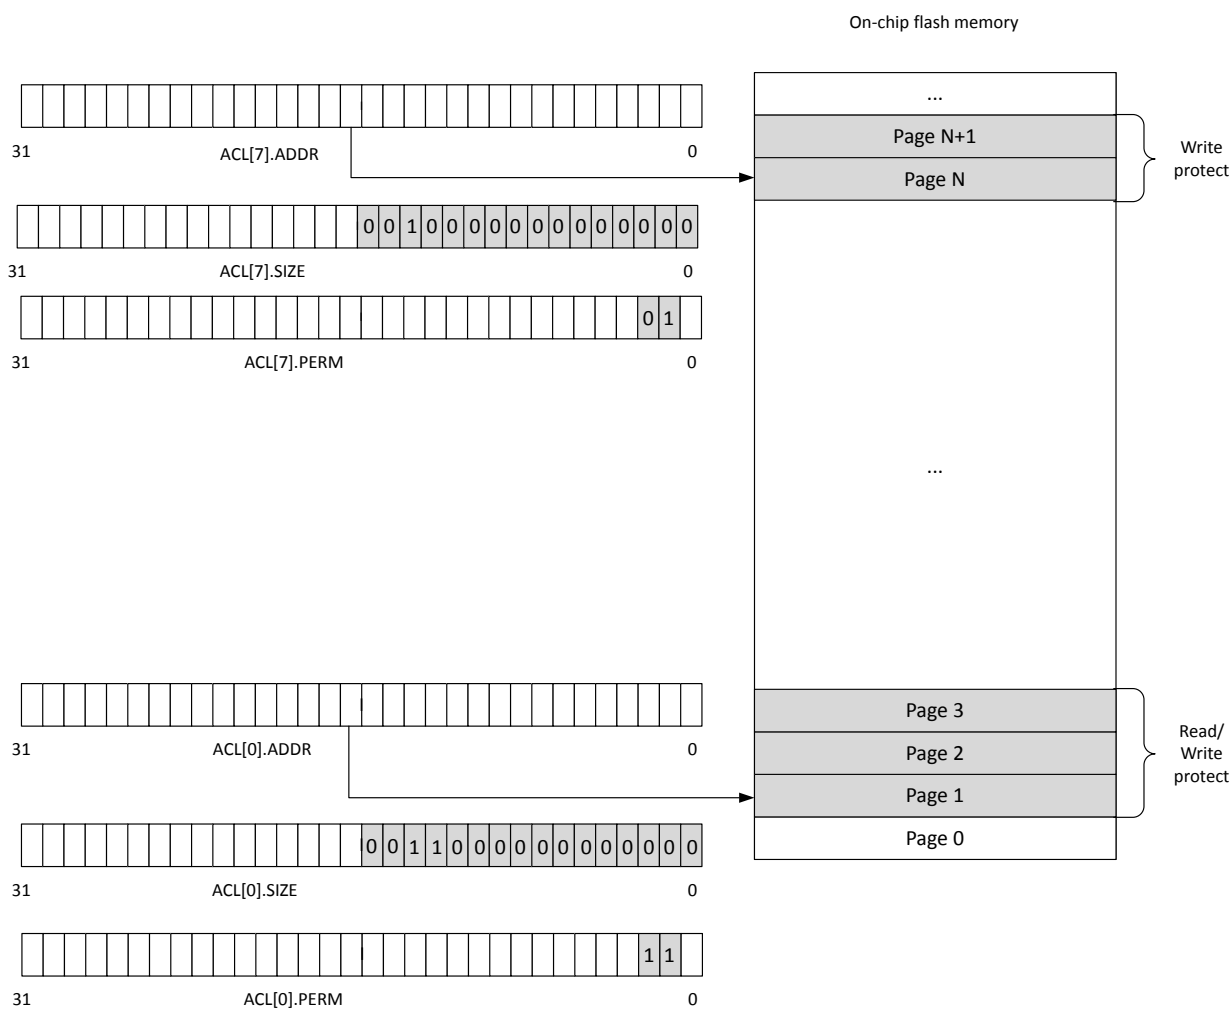 On-chip flash memory
...
31 ACL[7].ADDR 0
Page N+1
Page N
Write
protect
0 0 1 0 0 0 0 0 0 0 0 0 0 0 0 0
31 ACL[7].SIZE 0
0 1
31 ACL[7].PERM 0
...
31 ACL[0].ADDR 0
Page 3
Page 2
Page 1
Page 0
Read/
Write
protect
0 0 1 1 0 0 0 0 0 0 0 0 0 0 0 0
31 ACL[0].SIZE 0
1 1
31 ACL[0].PERM 0